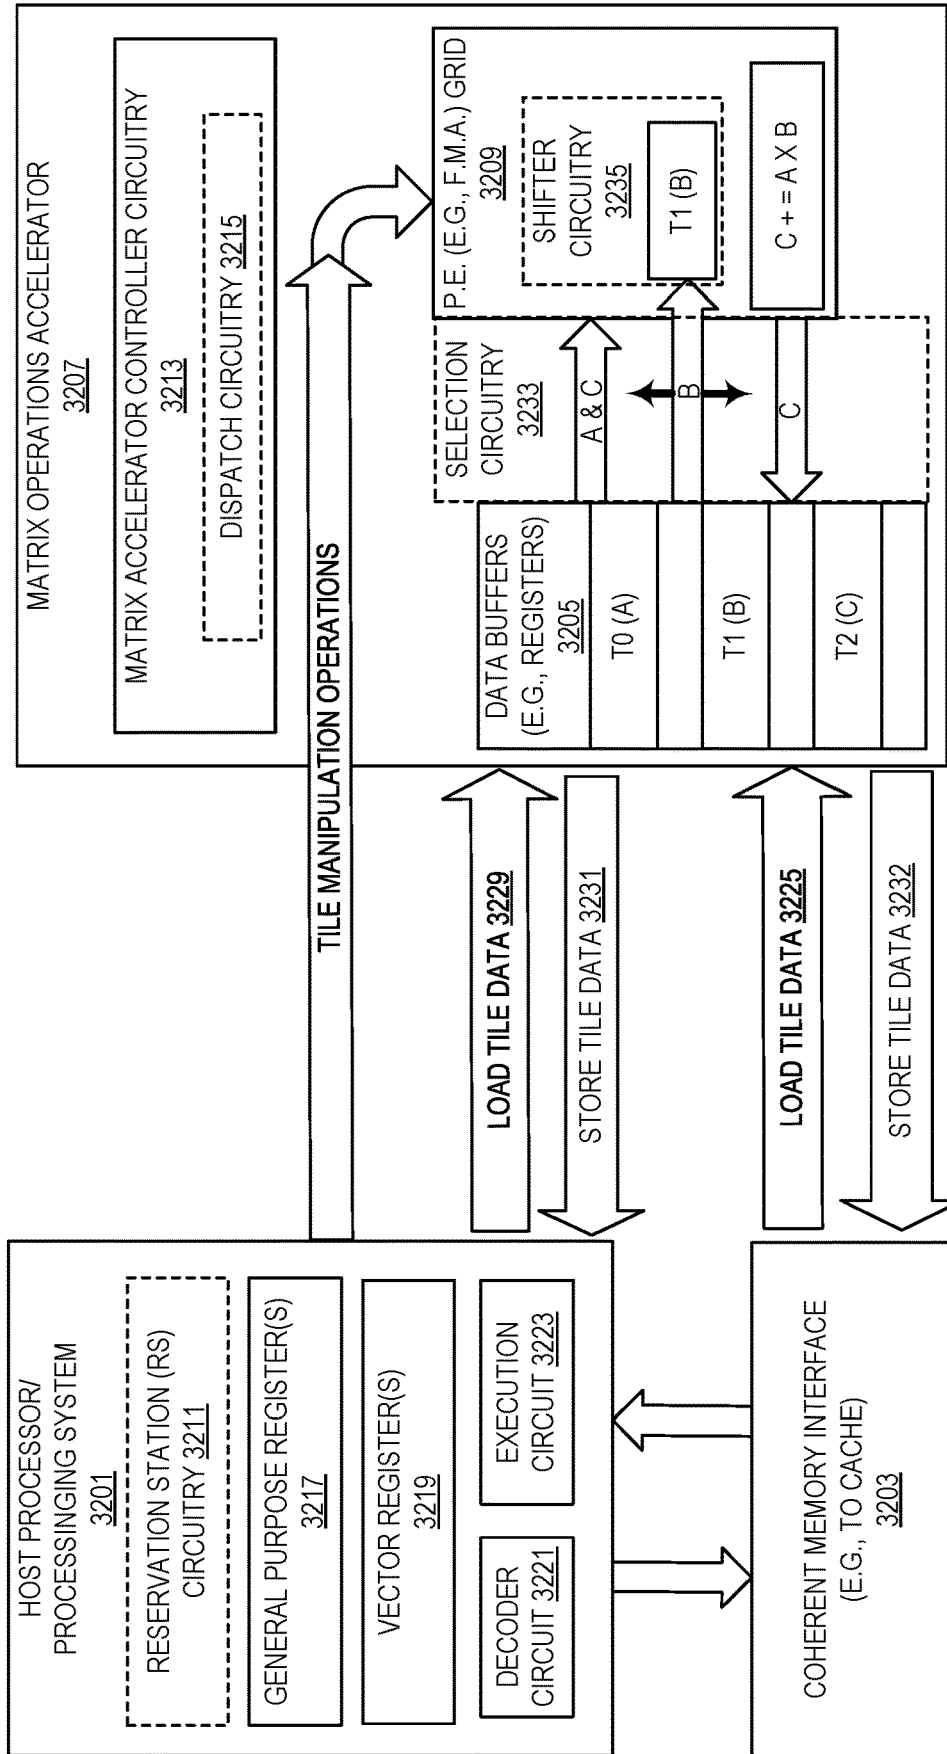 HOST PROCESSOR/
PROCESSINGING SYSTEM
3201
RESERVATION STATION (RS)
CIRCUITRY 3211
GENERAL PURPOSE REGISTER(S)
3217
VECTOR REGISTER(S)
3219
DECODER
CIRCUIT 3221
EXECUTION
CIRCUIT 3223
COHERENT MEMORY INTERFACE
(E.G., TO CACHE)
3203
TILE MANIPULATION OPERATIONS
LOAD TILE DATA 3229
STORE TILE DATA 3231
LOAD TILE DATA 3225
STORE TILE DATA 3232
MATRIX OPERATIONS ACCELERATOR
3207
MATRIX ACCELERATOR CONTROLLER CIRCUITRY
3213
DISPATCH CIRCUITRY 3215
DATA BUFFERS
(E.G., REGISTERS)
3205
T0 (A)
T1 (B)
T2 (C)
SELECTION
CIRCUITRY
3233
A & C
B
C
P.E. (E.G., F.M.A.) GRID
3209
SHIFTER
CIRCUITRY
3235
T1 (B)
C + = A X B